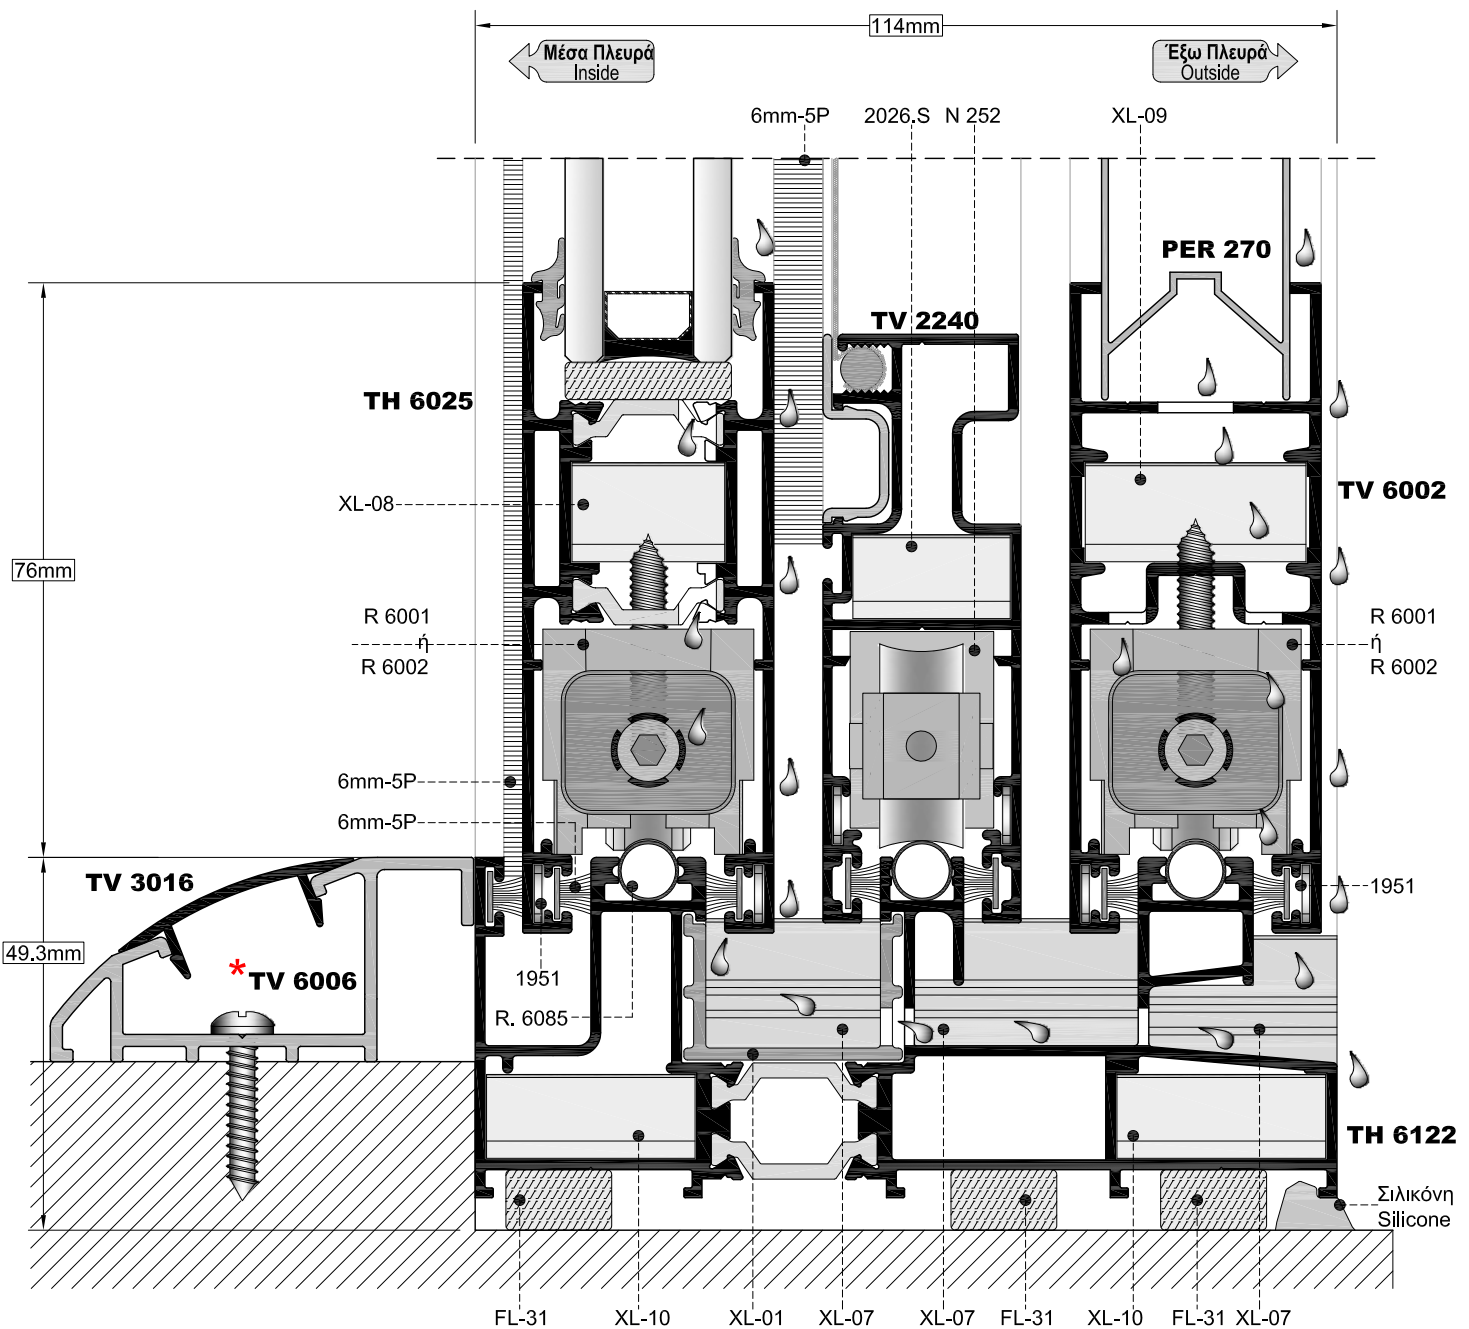 114mm
Μέσα Πλευρά
Inside
Έξω Πλευρά
Outside
6mm-5P
2026.S
N 252
XL-09
PER 270
TV 2240
TH 6025
XL-08
TV 6002
76mm
R 6001
ή
R 6002
R 6001
ή
R 6002
6mm-5P
6mm-5P
TV 3016
1951
49.3mm
* TV 6006
1951
R. 6085
TH 6122
Σιλικόνη
Silicone
FL-31
XL-10
XL-01
XL-07
XL-07
FL-31
XL-10
FL-31
XL-07